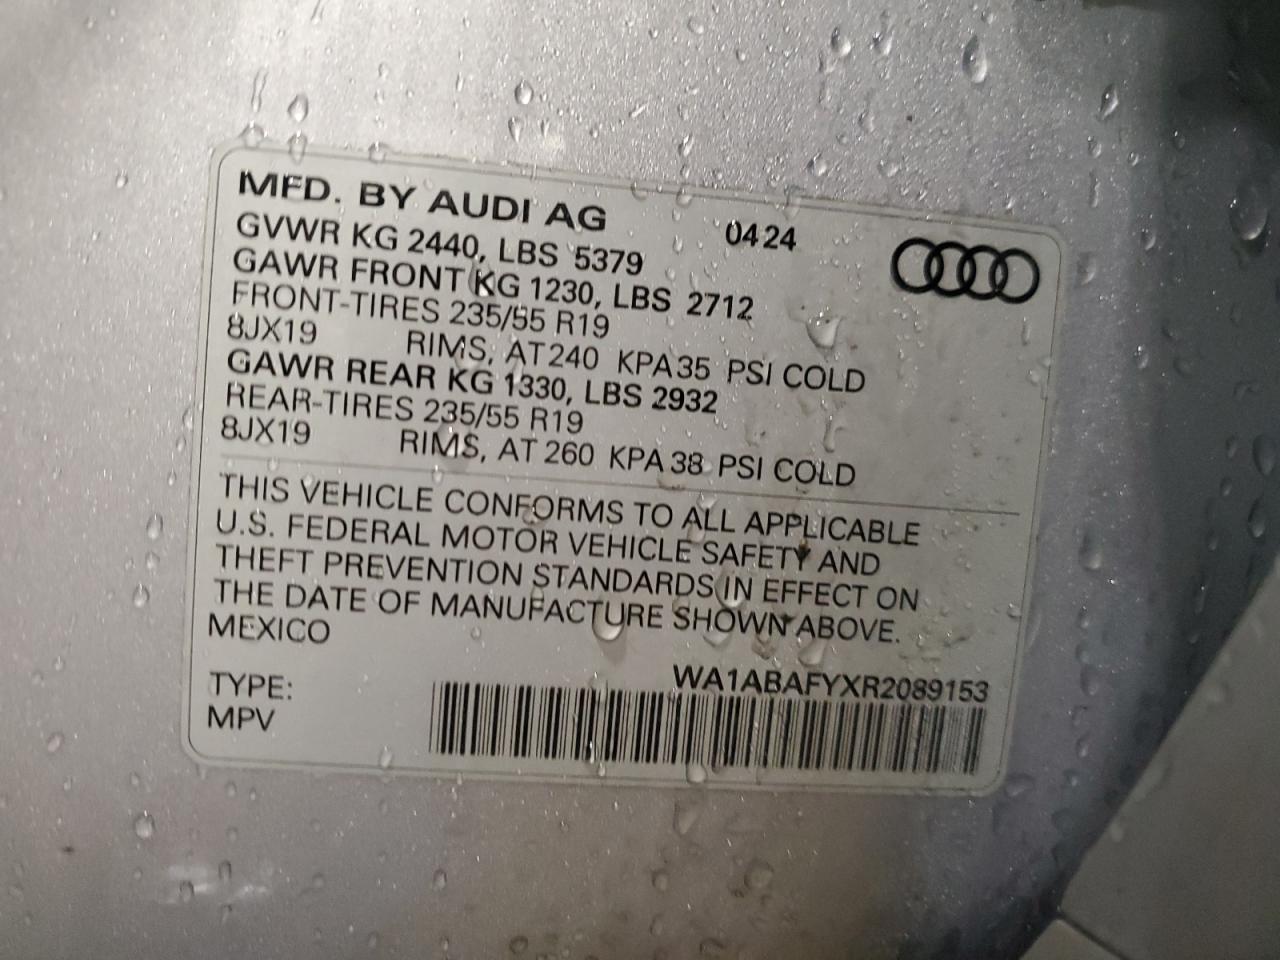 MFD. BY AUDI AG 0424
GVWR KG 2440, LBS 5379
GAWR FRONT KG 1230, LBS 2712
FRONT-TIRES 235/55 R19
8JX19 RIMS, AT 240 KPA 35 PSI COLD
GAWR REAR KG 1330, LBS 2932
REAR-TIRES 235/55 R19
8JX19 RIMS, AT 260 KPA 38 PSI COLD
THIS VEHICLE CONFORMS TO ALL APPLICABLE
U.S. FEDERAL MOTOR VEHICLE SAFETY AND
THEFT PREVENTION STANDARDS IN EFFECT ON
THE DATE OF MANUFACTURE SHOWN ABOVE.
MEXICO
WA1ABAFYXR2089153
TYPE:
MPV